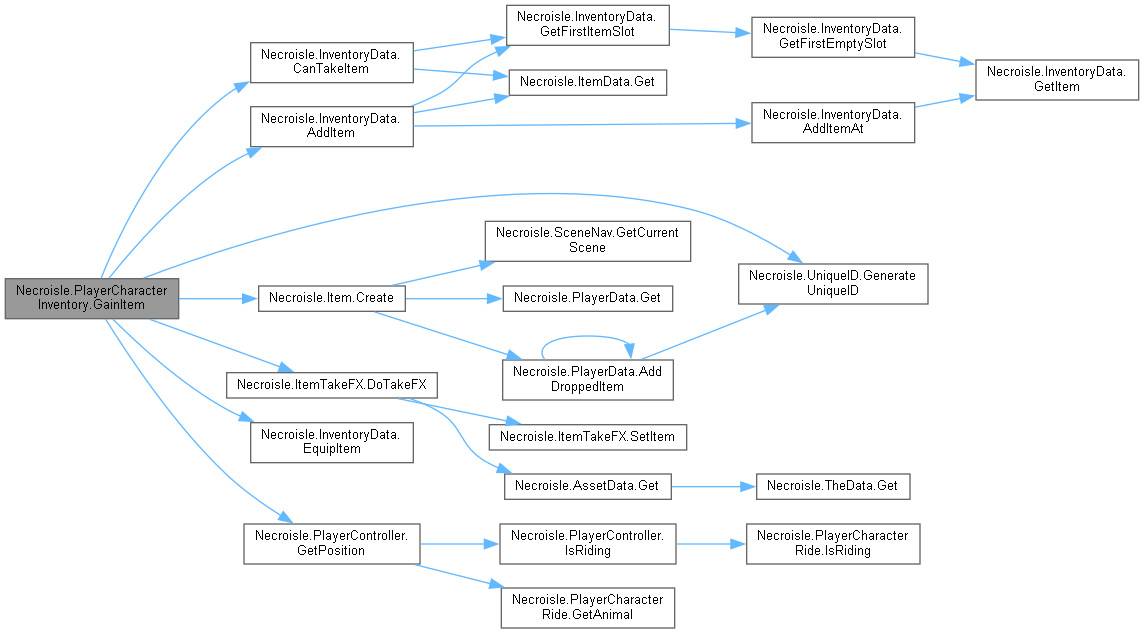 Necroisle.PlayerCharacter
Inventory.GainItem
Necroisle.InventoryData.
CanTakeItem
Necroisle.InventoryData.
AddItem
Necroisle.InventoryData.
GetFirstItemSlot
Necroisle.ItemData.Get
Necroisle.InventoryData.
GetFirstEmptySlot
Necroisle.InventoryData.
GetItem
Necroisle.InventoryData.
AddItemAt
Necroisle.SceneNav.GetCurrent
Scene
Necroisle.UniqueID.Generate
UniqueID
Necroisle.Item.Create
Necroisle.PlayerData.Get
Necroisle.PlayerData.Add
DroppedItem
Necroisle.ItemTakeFX.DoTakeFX
Necroisle.ItemTakeFX.SetItem
Necroisle.InventoryData.
EquipItem
Necroisle.AssetData.Get
Necroisle.TheData.Get
Necroisle.PlayerController.
GetPosition
Necroisle.PlayerController.
IsRiding
Necroisle.PlayerCharacter
Ride.IsRiding
Necroisle.PlayerCharacter
Ride.GetAnimal